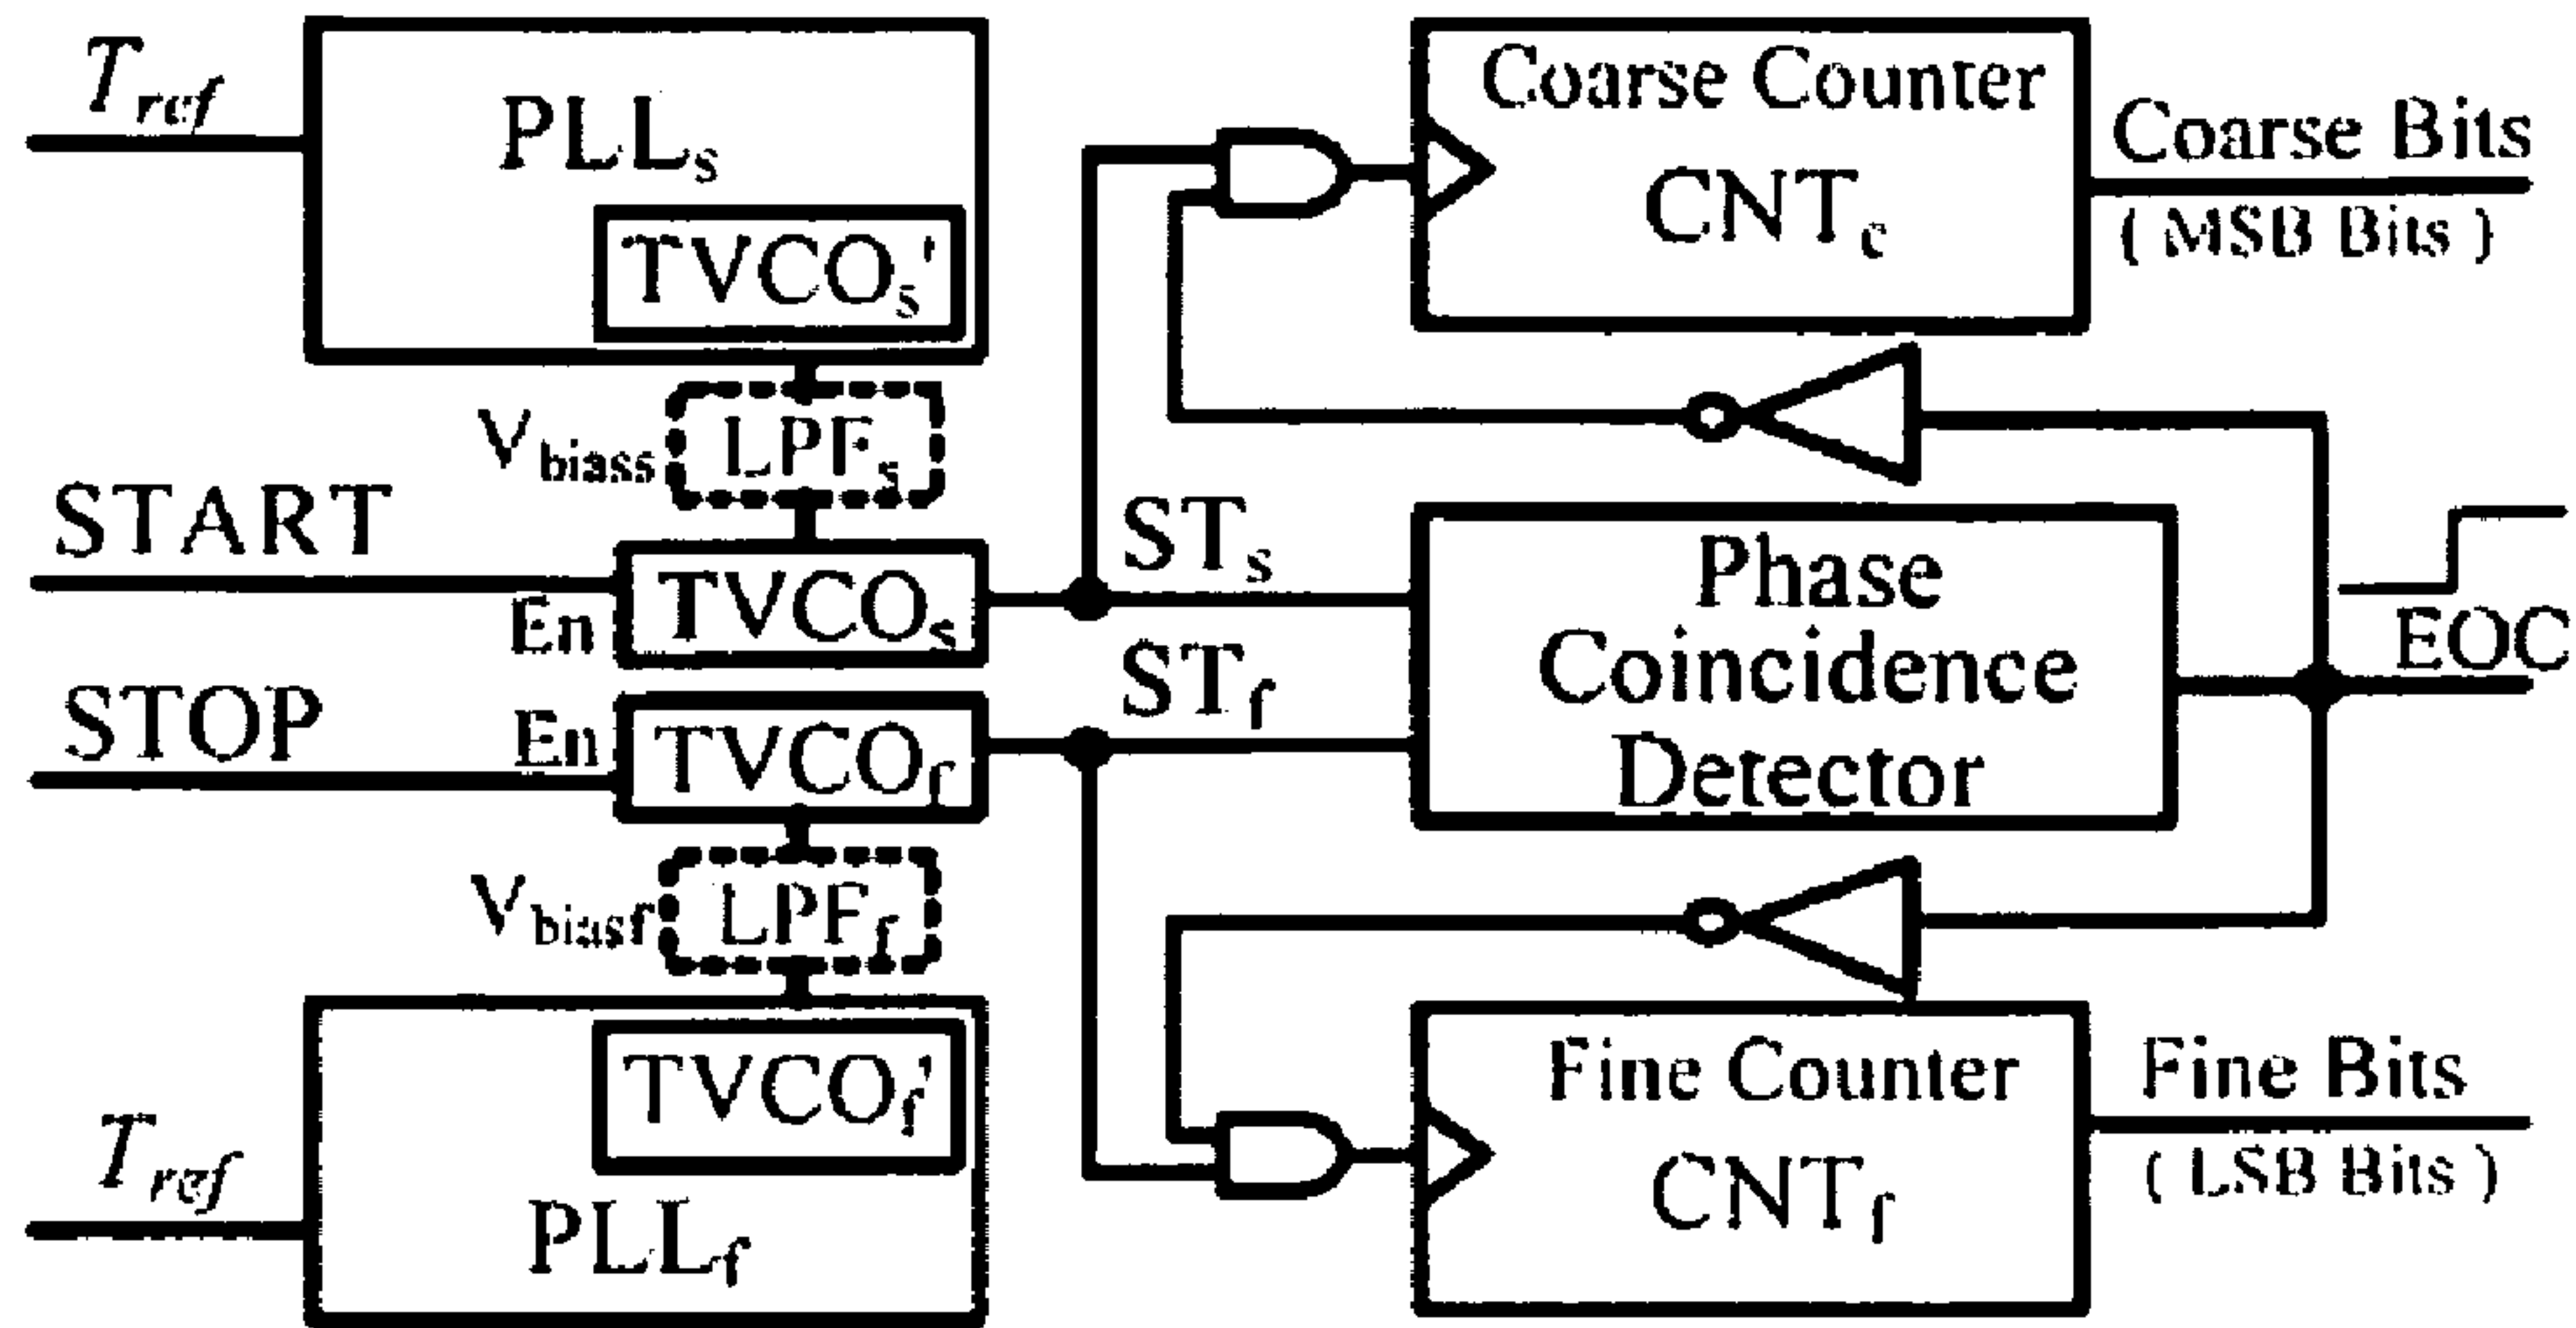 T_ref
PLL_s
TVCO_s'
V_biass
LPF_s
START
En
TVCO_s
STOP
En
TVCO_f
V_biasf
LPF_f
TVCO_f'
T_ref
PLL_f
ST_s
ST_f
Coarse Counter
CNT_c
Coarse Bits
( MSB Bits )
Phase
Coincidence
Detector
EOC
Fine Counter
CNT_f
Fine Bits
( LSB Bits )